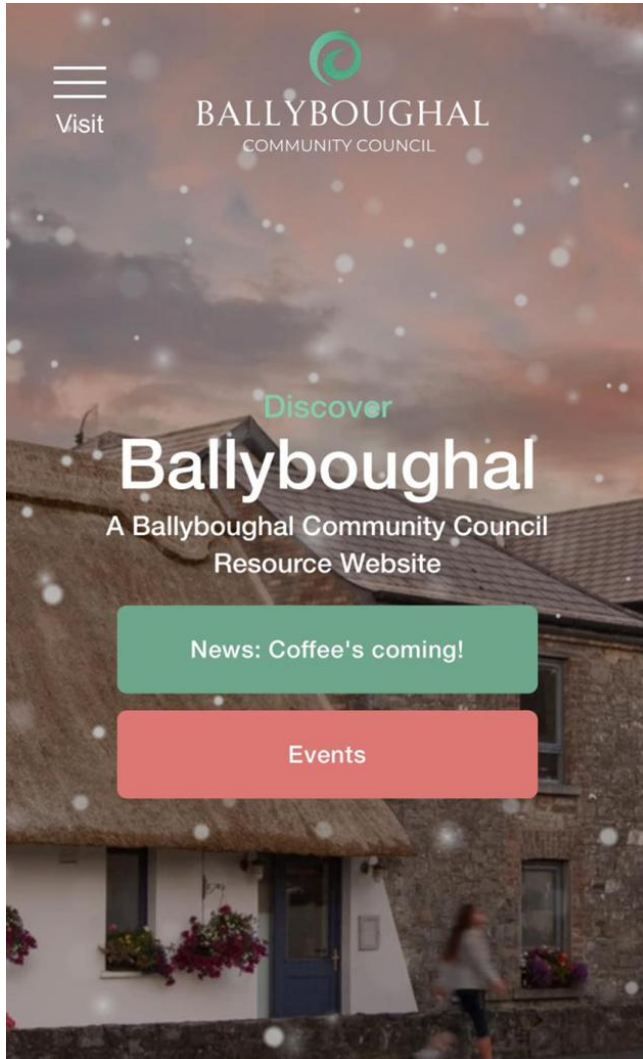 BALLYBOUGHAL
COMMUNITY COUNCIL
Visit
Discover
Ballyboughal
A Ballyboughal Community Council
Resource Website
News: Coffee's coming!
Events